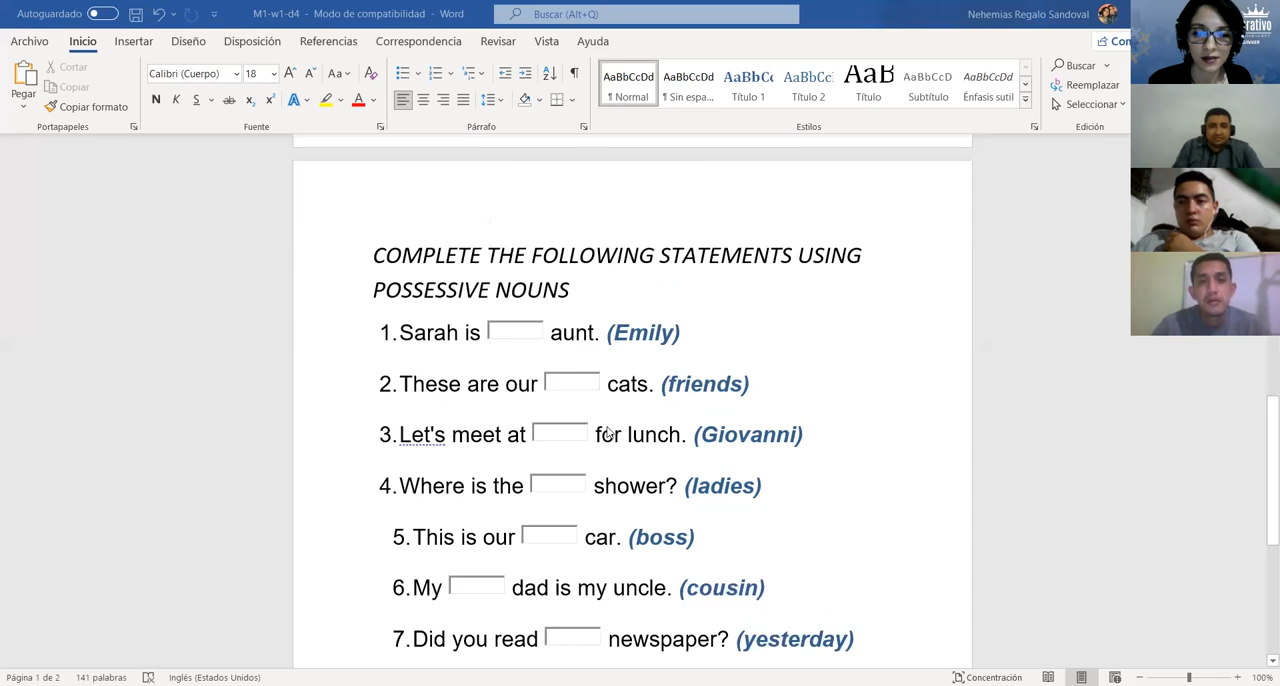 Autoguardado M1-w1-d4 - Modo de compatibilidad - Word Buscar (Alt+Q) Nehemias Regalo Sandoval
Archivo Inicio Insertar Diseño Disposición Referencias Correspondencia Revisar Vista Ayuda
Pegar
Cortar
Copiar
Copiar formato
Portapapeles
Calibri (Cuerpo) 18
Fuente
Párrafo
AaBbCcDd AaBbCcDd AaBbCc AaBbCc AaBb AaBbCcD AaBbCcDd
¶ Normal ¶ Sin espa... Título 1 Título 2 Título Subtítulo Énfasis sutil
Estilos
Buscar
Reemplazar
Seleccionar
Edición
COMPLETE THE FOLLOWING STATEMENTS USING
POSSESSIVE NOUNS
1. Sarah is aunt. (Emily)
2. These are our cats. (friends)
3. Let's meet at for lunch. (Giovanni)
4. Where is the shower? (ladies)
5. This is our car. (boss)
6. My dad is my uncle. (cousin)
7. Did you read newspaper? (yesterday)
Página 1 de 2 141 palabras Inglés (Estados Unidos) Concentración 100%